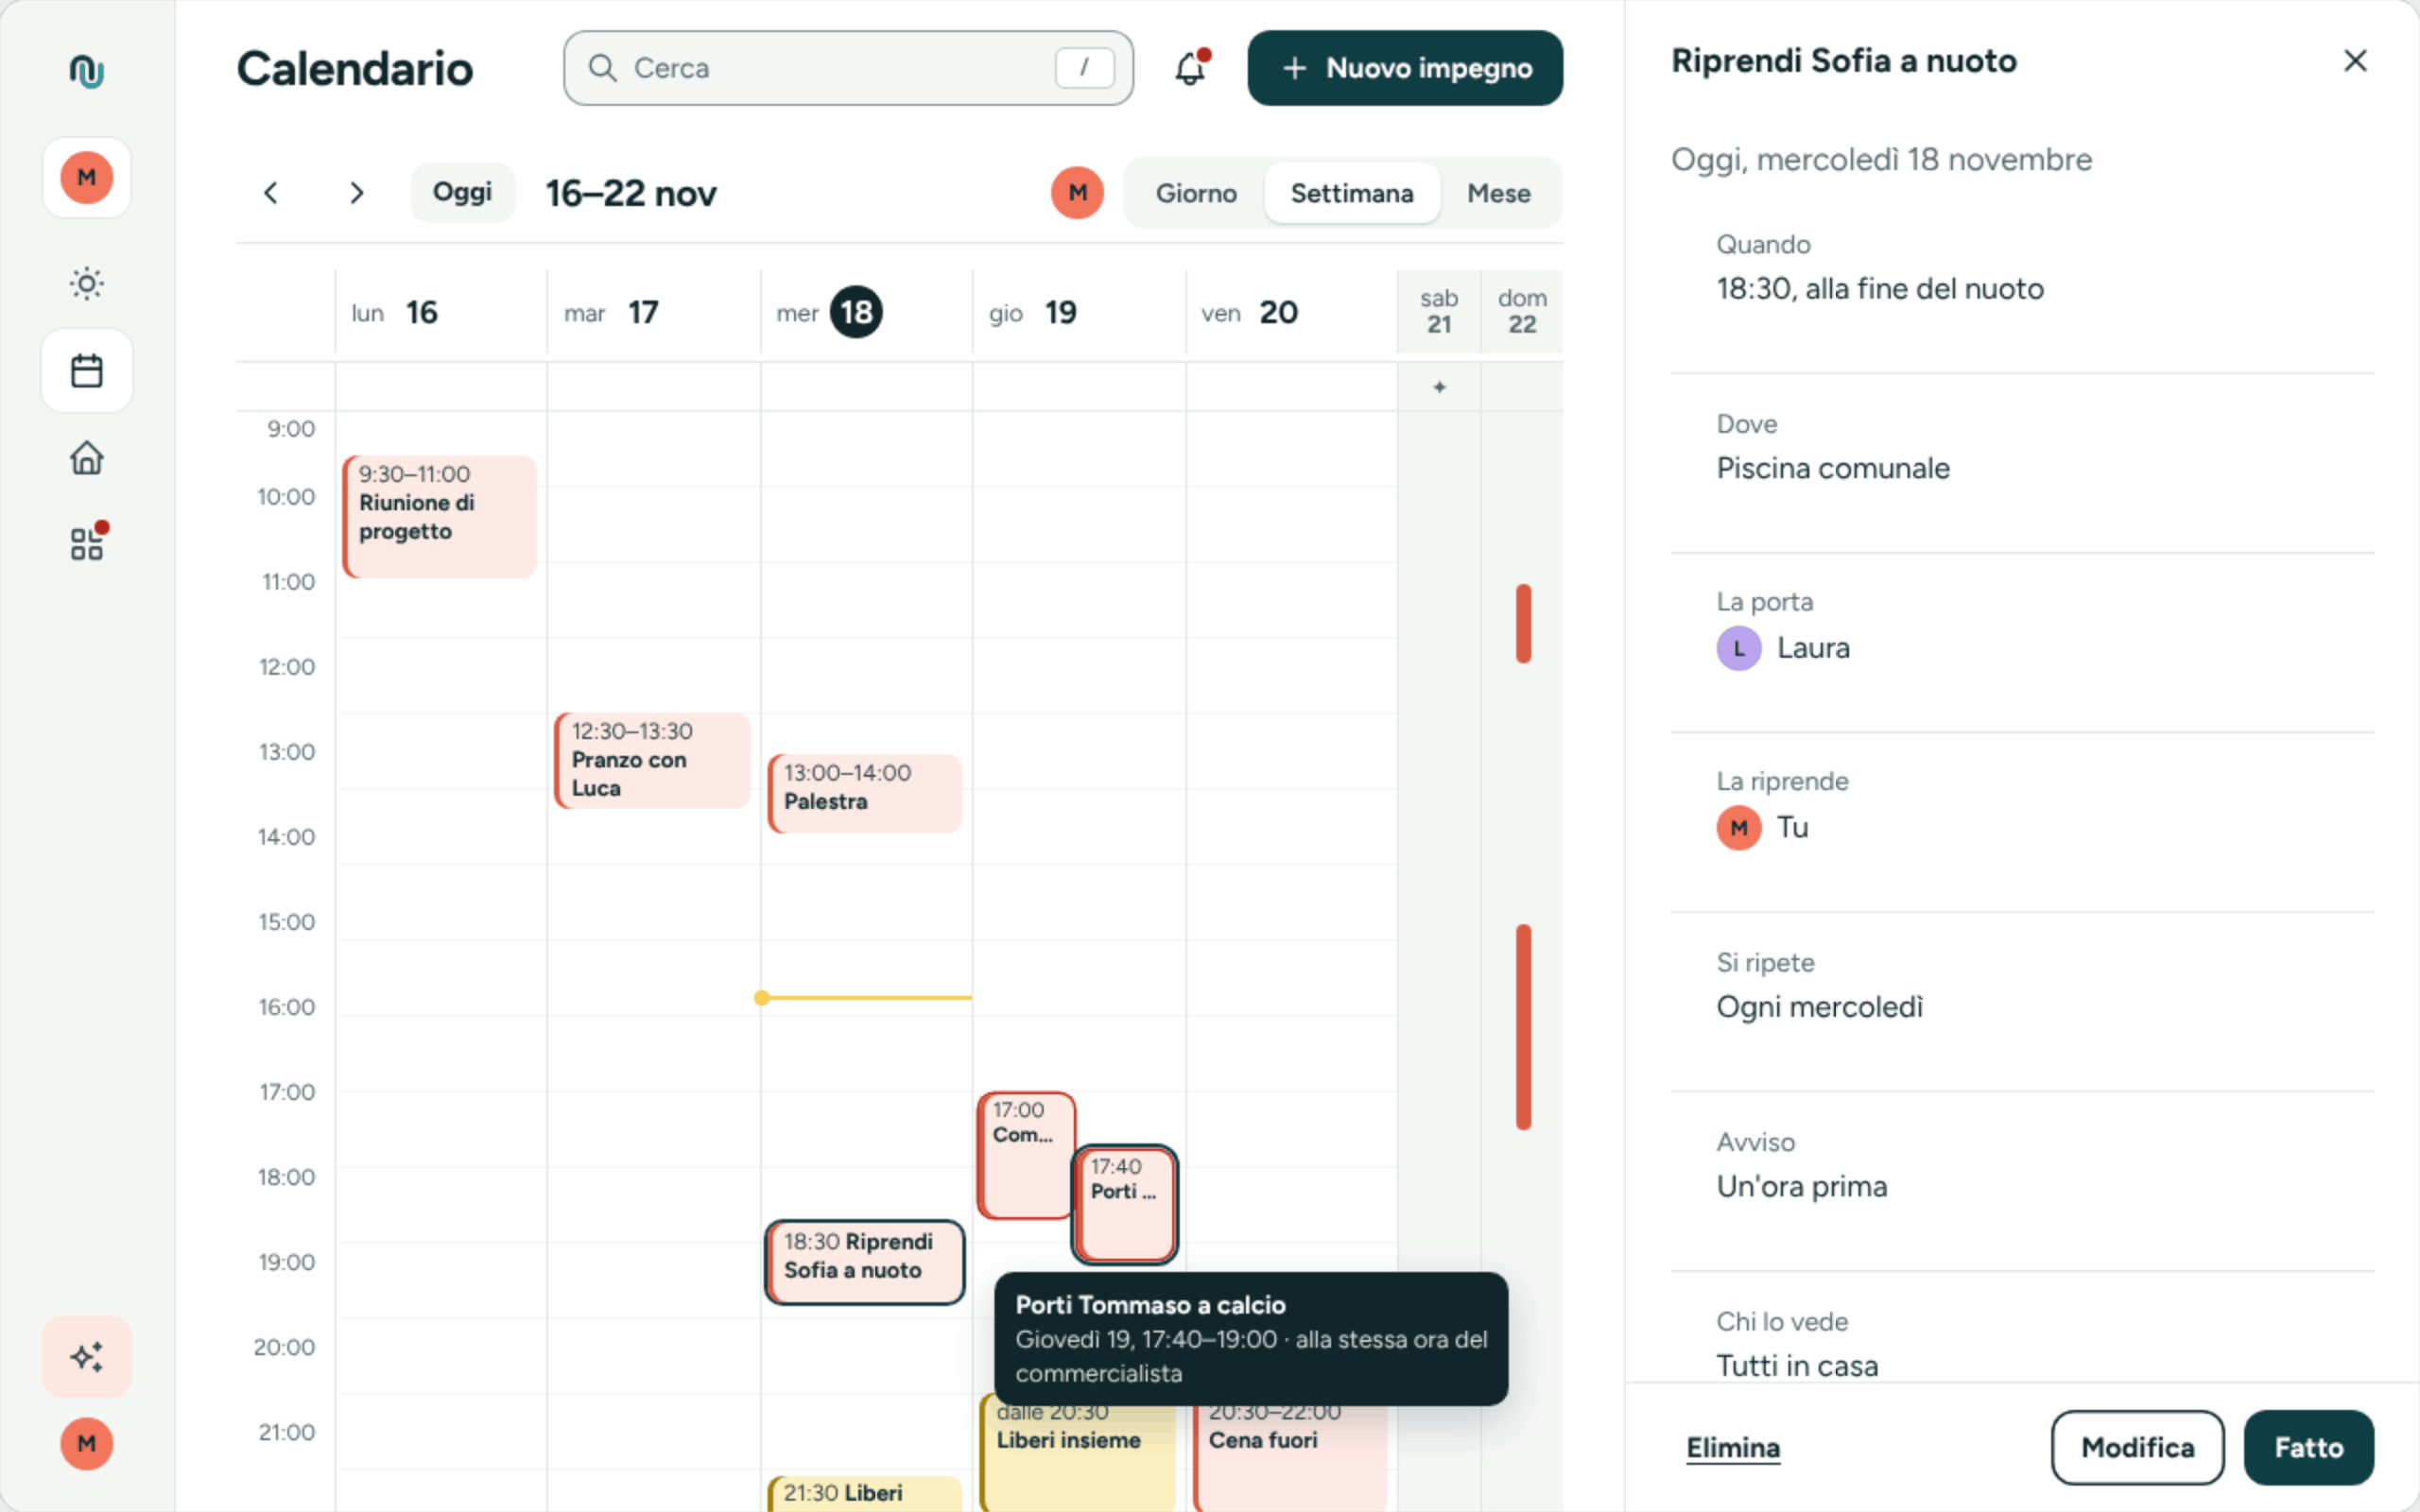 Calendario
Cerca
/
+ Nuovo impegno
M
Oggi
16–22 nov
M
Giorno
Settimana
Mese
lun 16
mar 17
mer 18
gio 19
ven 20
sab
21
dom
22
9:00
10:00
11:00
12:00
13:00
14:00
15:00
16:00
17:00
18:00
19:00
20:00
21:00
9:30–11:00
Riunione di
progetto
12:30–13:30
Pranzo con
Luca
13:00–14:00
Palestra
18:30 Riprendi
Sofia a nuoto
21:30 Liberi
17:00
Com...
17:40
Porti ...
Porti Tommaso a calcio
Giovedì 19, 17:40–19:00 · alla stessa ora del
commercialista
dalle 20:30
Liberi insieme
20:30–22:00
Cena fuori
M
Riprendi Sofia a nuoto
Oggi, mercoledì 18 novembre
Quando
18:30, alla fine del nuoto
Dove
Piscina comunale
La porta
L Laura
La riprende
M Tu
Si ripete
Ogni mercoledì
Avviso
Un'ora prima
Chi lo vede
Tutti in casa
Elimina
Modifica
Fatto